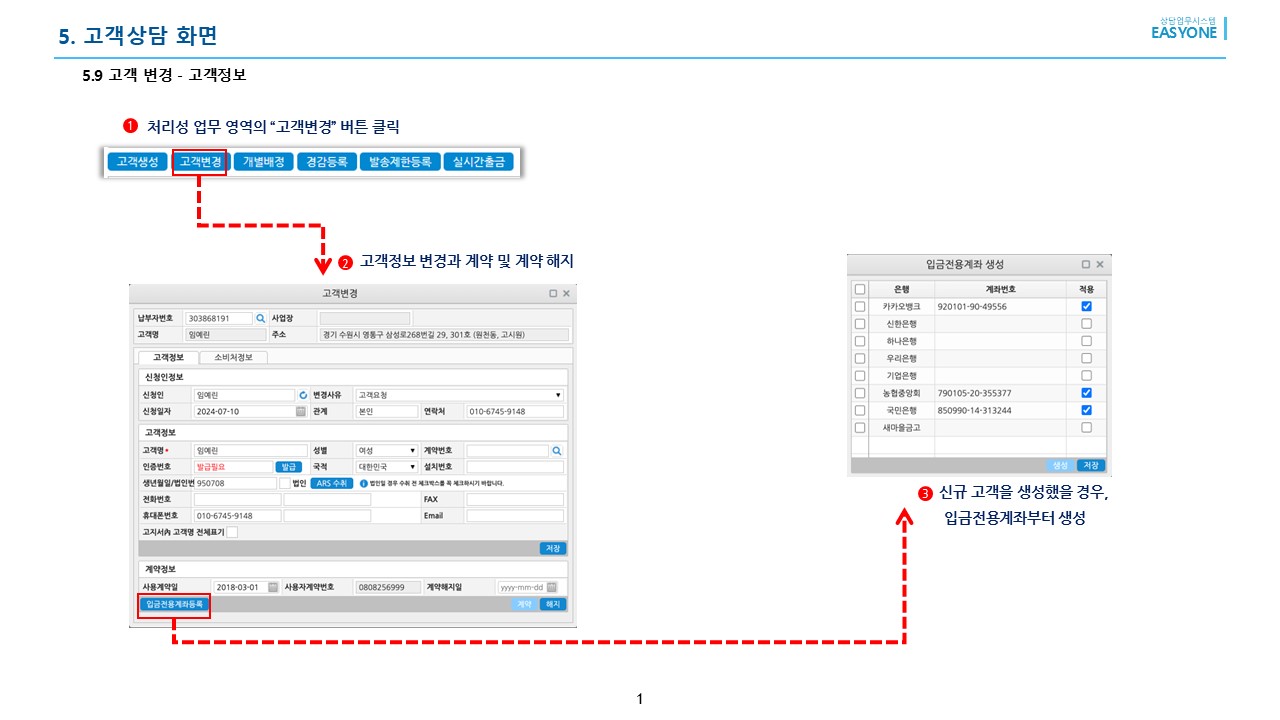 5. 고객상담 화면
상담업무시스템
EASYONE
5.9 고객 변경 - 고객정보
1 처리성 업무 영역의 “고객변경” 버튼 클릭
고객생성 고객변경 개별배정 경감등록 발송제한등록 실시간출금
2 고객정보 변경과 계약 및 계약 해지
고객변경
납부자번호 303868191 사업장
고객명 임예린 주소 경기 수원시 영통구 삼성로268번길 29, 301호 (원천동, 고시원)
고객정보 소비처정보
신청인정보
신청인 임예린 변경사유 고객요청
신청일자 2024-07-10 관계 본인 연락처 010-6745-9148
고객정보
고객명• 임예린 성별 여성 계약번호
인증번호 발급필요 발급 국적 대한민국 설치번호
생년월일/법인번 950708 법인 ARS 수취 법인일 경우 수취 전 체크박스를 꼭 체크하시기 바랍니다.
전화번호 FAX
휴대폰번호 010-6745-9148 Email
고지서內 고객명 전체표기
저장
계약정보
사용계약일 2018-03-01 사용자계약번호 0808256999 계약해지일 yyyy-mm-dd
입금전용계좌등록 계약 해지
입금전용계좌 생성
은행 계좌번호 적용
카카오뱅크 920101-90-49556
신한은행
하나은행
우리은행
기업은행
농협중앙회 790105-20-355377
국민은행 850990-14-313244
새마을금고
생성 저장
3 신규 고객을 생성했을 경우,
입금전용계좌부터 생성
1